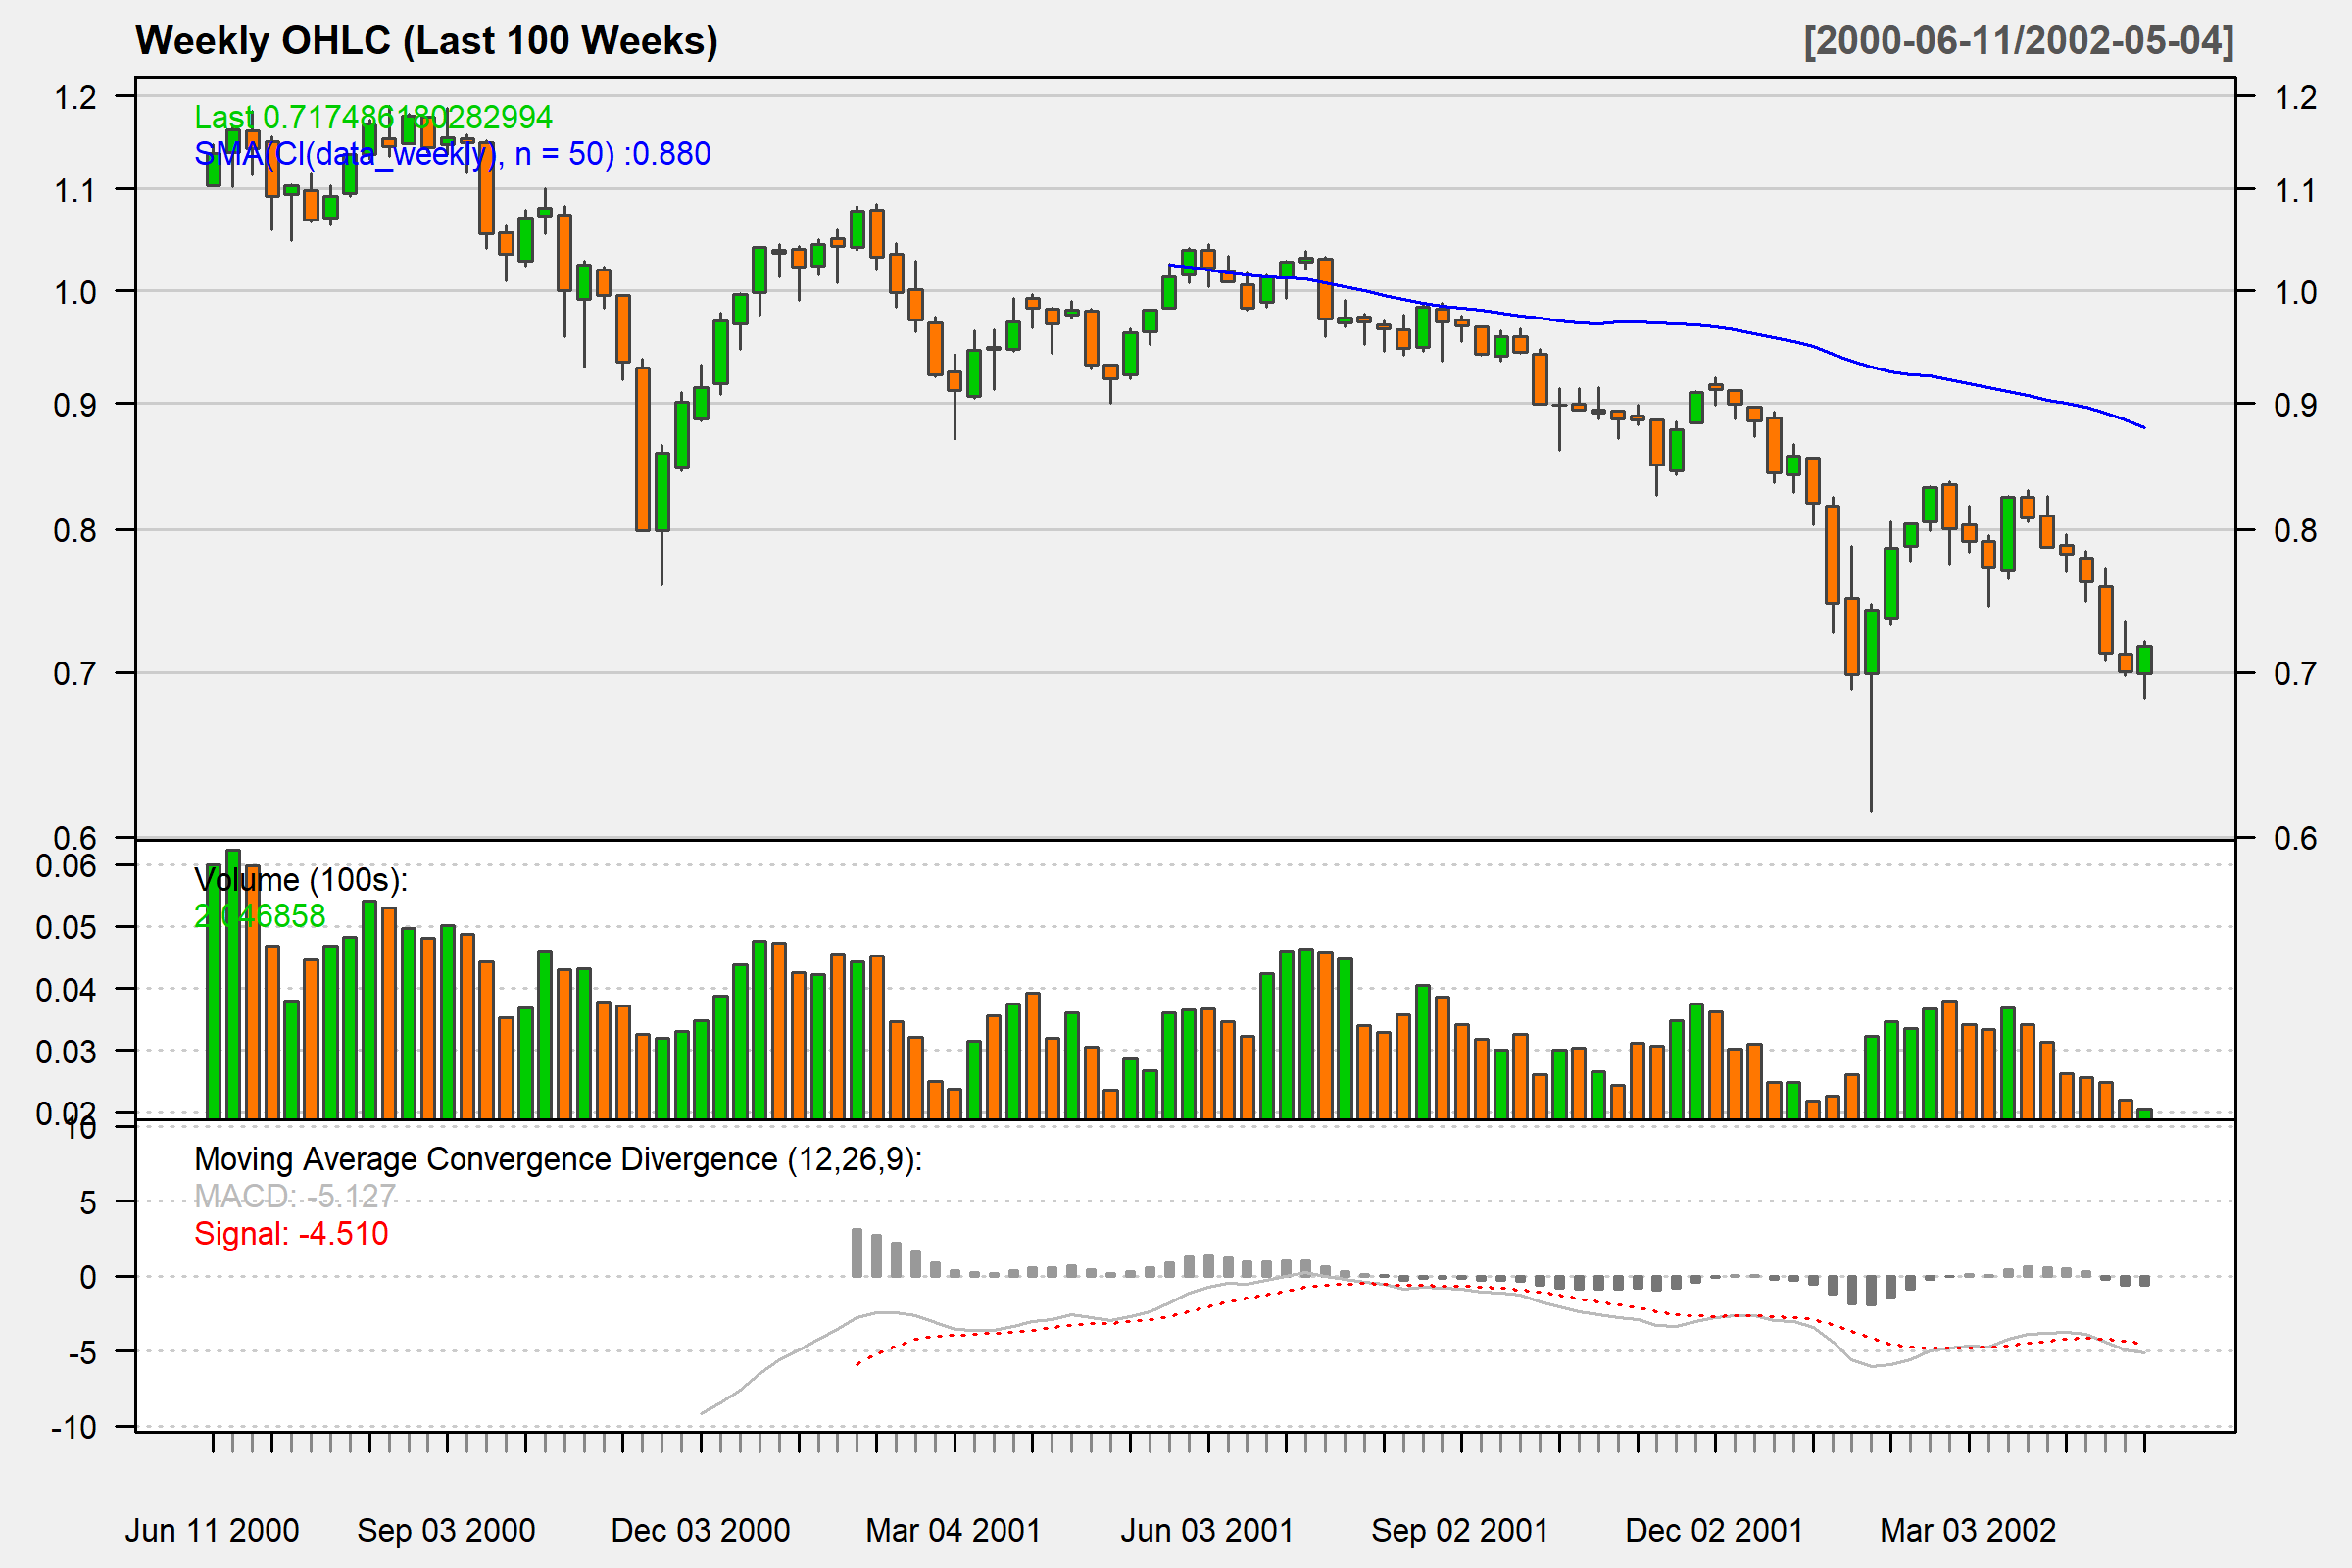 Weekly OHLC (Last 100 Weeks) [2000-06-11/2002-05-04]
Last 0.717486180282994
SMA(Cl(data_weekly), n = 50) :0.880
1.2 1.2
1.1 1.1
1.0 1.0
0.9 0.9
0.8 0.8
0.7 0.7
0.6 0.6
Volume (100s):
2.046858
0.06
0.05
0.04
0.03
0.02
Moving Average Convergence Divergence (12,26,9):
MACD: -5.127
Signal: -4.510
10
5
0
-5
-10
Jun 11 2000 Sep 03 2000 Dec 03 2000 Mar 04 2001 Jun 03 2001 Sep 02 2001 Dec 02 2001 Mar 03 2002